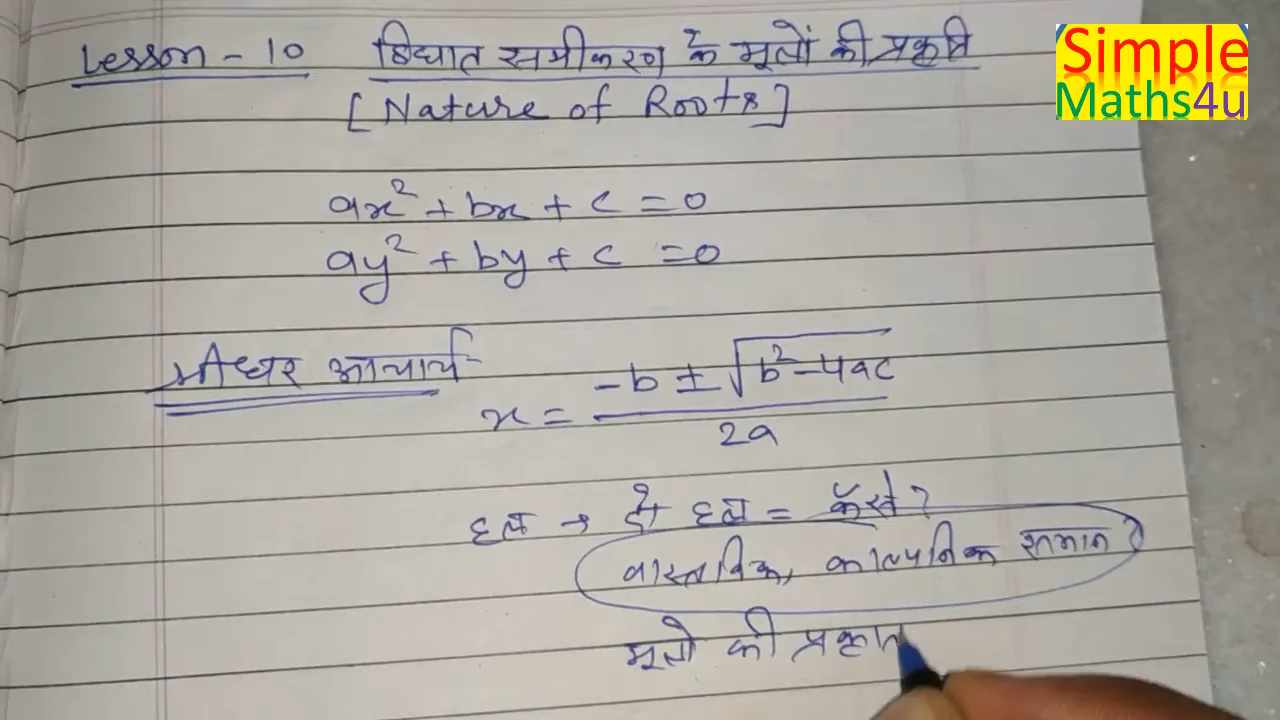 Lesson - 10 द्विघात समीकरण के मूलों की प्रकृति
[Nature of Roots]
Simple
Maths4u
ax² + bx + c = 0
ay² + by + c = 0
श्रीधर आचार्य
x = -b ± √b² - 4ac / 2a
हल → दो हल = कैसे?
वास्तविक, काल्पनिक समान?
मूलो की प्रकृत